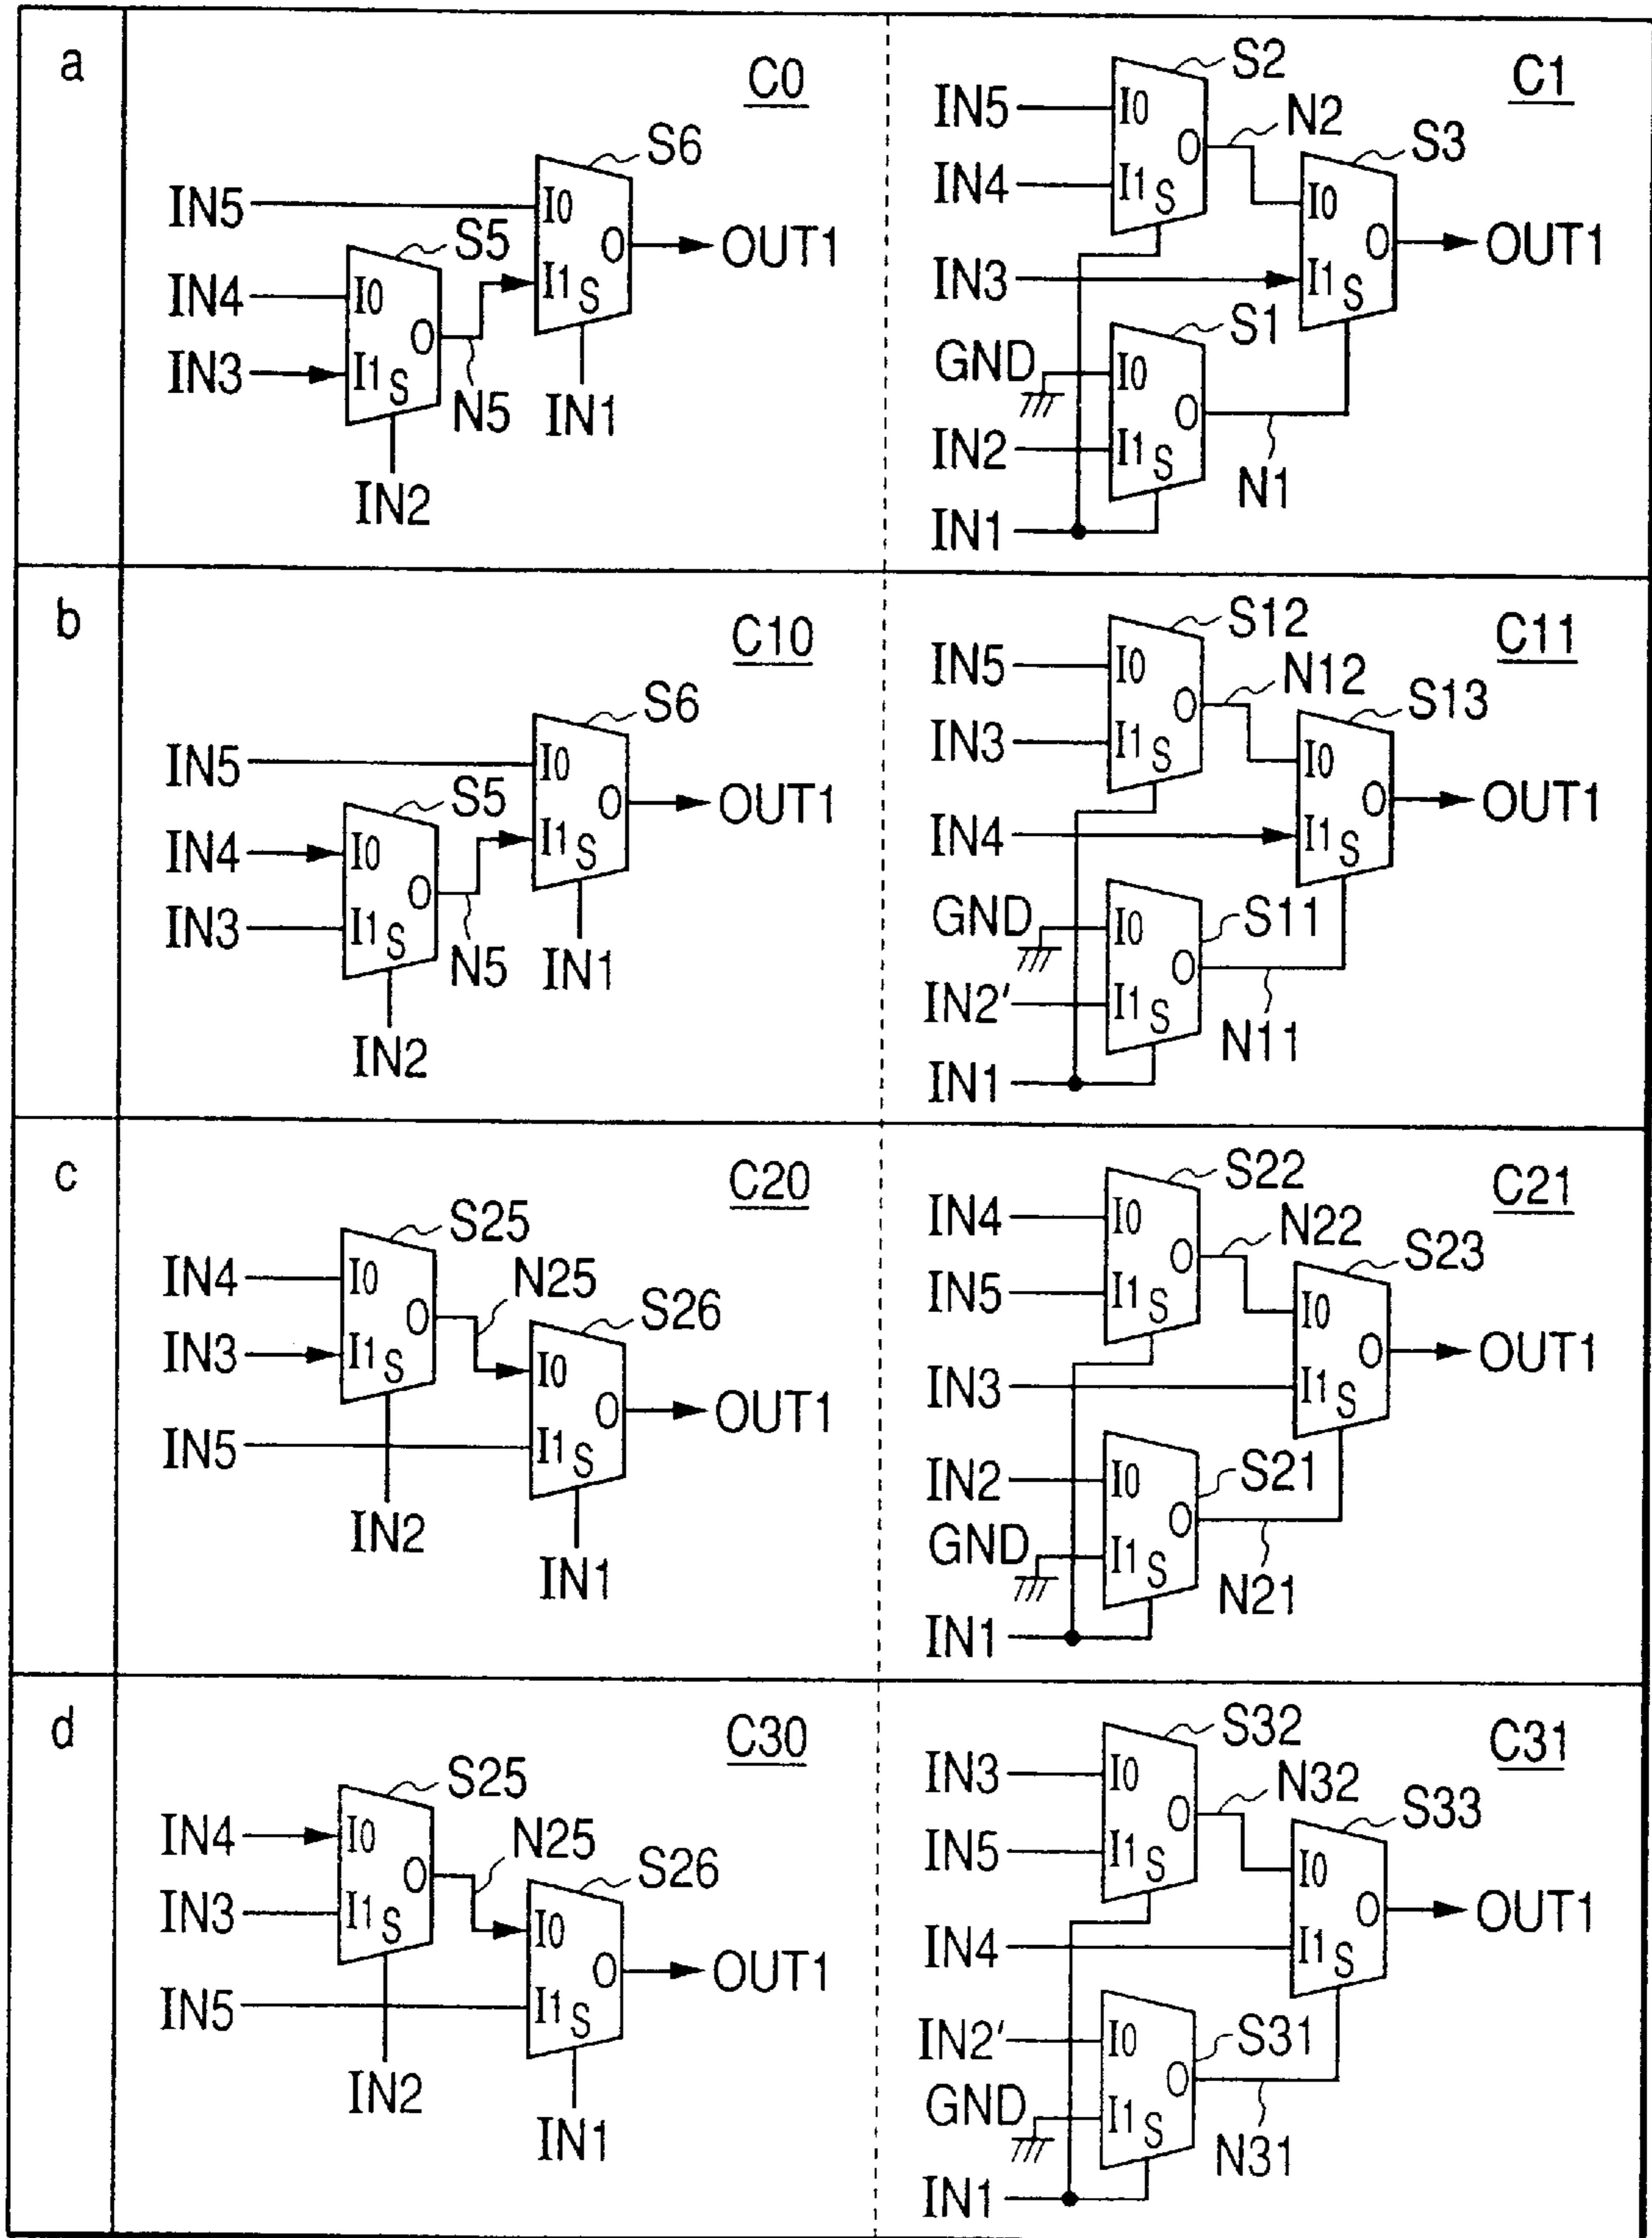 a
C0
S6
IN5
I0
S5
O
OUT1
IN4
I0
I1
S
O
IN3
I1
S
N5
IN1
IN2
C1
S2
IN5
I0
N2
O
S3
IN4
I1
S
I0
O
OUT1
IN3
I1
S
S1
GND
I0
O
IN2
I1
S
N1
IN1
b
C10
S6
IN5
I0
S5
O
OUT1
IN4
I0
I1
S
O
IN3
I1
S
N5
IN1
IN2
C11
S12
IN5
I0
N12
O
S13
IN3
I1
S
I0
O
OUT1
IN4
I1
S
S11
GND
I0
O
IN2'
I1
S
N11
IN1
c
C20
S25
IN4
I0
N25
O
S26
IN3
I1
S
I0
O
OUT1
IN5
I1
S
IN2
IN1
C21
S22
IN4
I0
N22
O
S23
IN5
I1
S
I0
O
OUT1
IN3
I1
S
IN2
I0
S21
O
GND
I1
S
N21
IN1
d
C30
S25
IN4
I0
N25
O
S26
IN3
I1
S
I0
O
OUT1
IN5
I1
S
IN2
IN1
C31
S32
IN3
I0
N32
O
S33
IN5
I1
S
I0
O
OUT1
IN4
I1
S
IN2'
I0
S31
O
GND
I1
S
N31
IN1